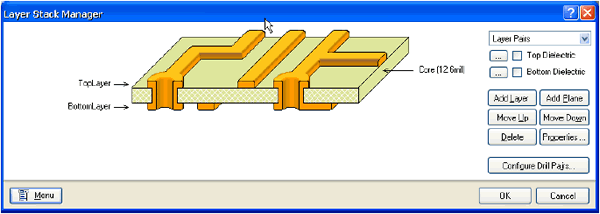 Layer Stack Manager
Layer Pairs
... Top Dielectric
... Bottom Dielectric
TopLayer
Core (12.6mil)
BottomLayer
Add Layer Add Plane
Move Up Move Down
Delete Properties...
Configure Drill Pairs...
Menu OK Cancel